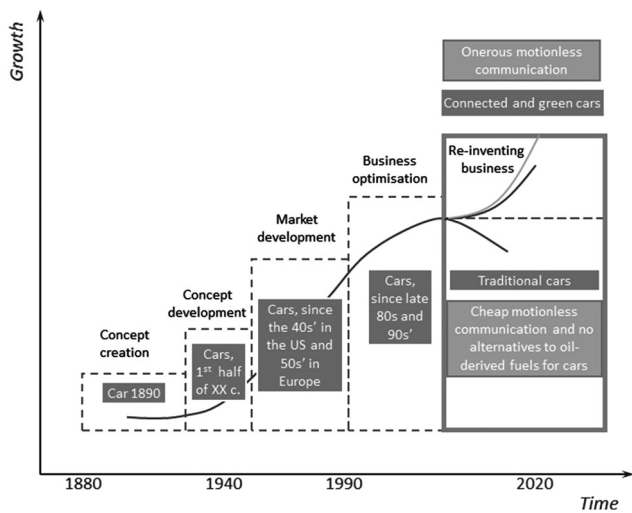 Growth
Onerous motionless
communication
Connected and green cars
Re-inventing
business
Business
optimisation
Market
development
Concept
development
Concept
creation
Car 1890
Cars,
1st half
of XX c.
Cars, since
the 40s' in
the US and
50s' in
Europe
Cars,
since late
80s and
90s'
Traditional cars
Cheap motionless
communication and no
alternatives to oil-
derived fuels for cars
1880
1940
1990
2020
Time